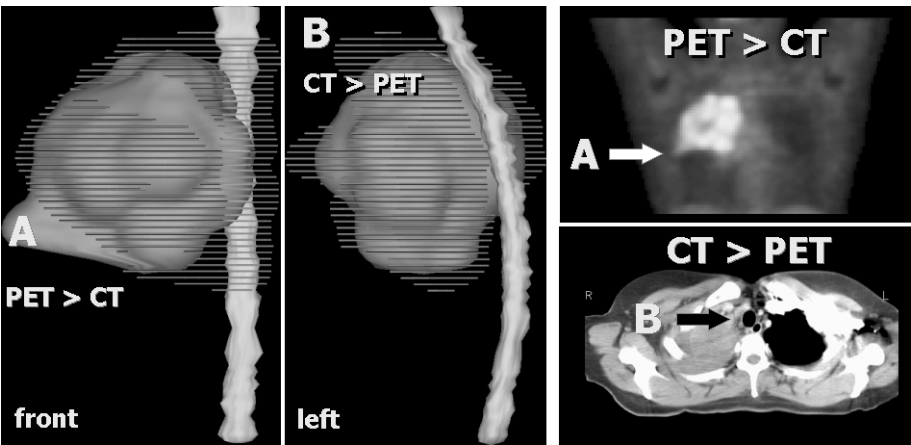 A
PET > CT
front
B
CT > PET
left
PET > CT
A
CT > PET
R
L
B